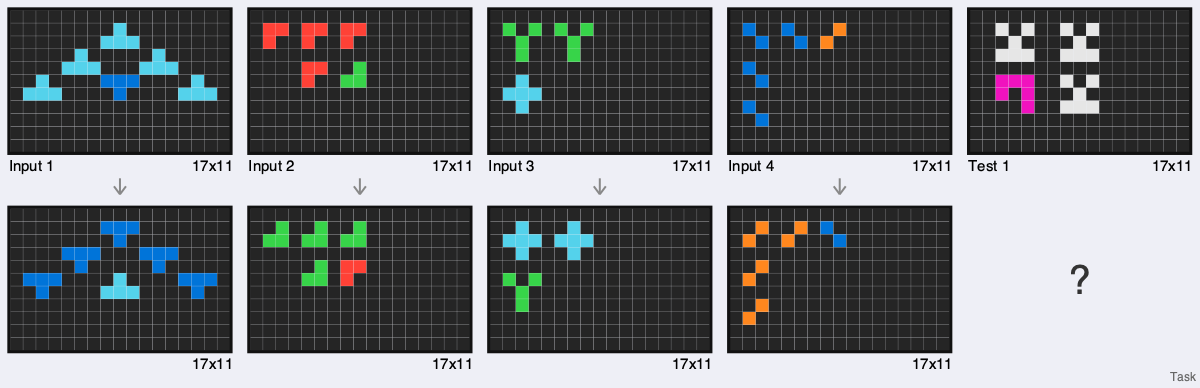 Input 1 17x11
Input 2 17x11
Input 3 17x11
Input 4 17x11
Test 1 17x11
17x11
17x11
17x11
17x11
?
Task